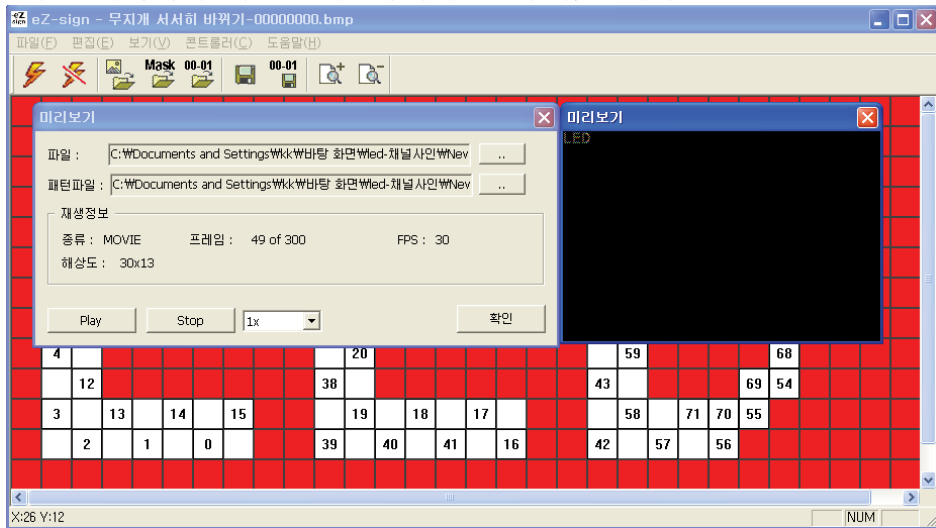 eZ-sign - 무지개 서서히 바뀌기-00000000.bmp
파일(F) 편집(E) 보기(V) 콘트롤러(C) 도움말(H)
Mask 00-01 00-01
미리보기
파일 : C:₩Documents and Settings₩kk₩바탕 화면₩led-채널사인₩Nev ..
패턴파일 : C:₩Documents and Settings₩kk₩바탕 화면₩led-채널사인₩Nev ..
재생정보
종류 : MOVIE 프레임 : 49 of 300 FPS : 30
해상도 : 30x13
Play Stop 1x 확인
미리보기
LED
4 20 59 68
12 38 43 69 54
3 13 14 15 19 18 17 58 71 70 55
2 1 0 39 40 41 16 42 57 56
X:26 Y:12 NUM